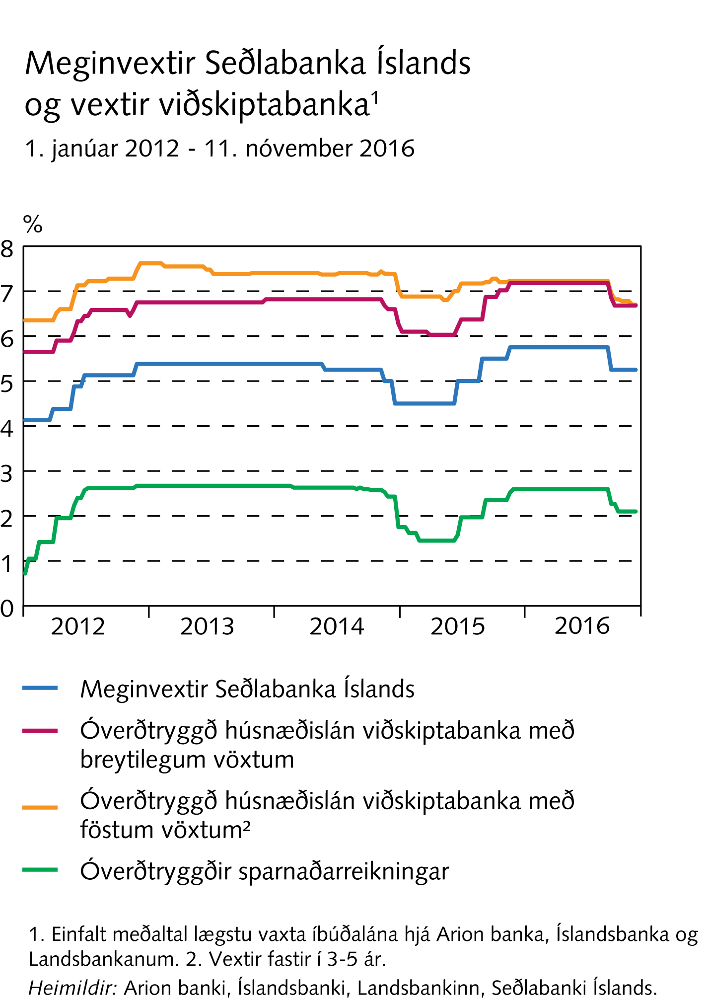 Meginvextir Seðlabanka Íslands
og vextir viðskiptabanka¹
1. janúar 2012 - 11. nóvember 2016
%
8
7
6
5
4
3
2
1
0
2012 2013 2014 2015 2016
Meginvextir Seðlabanka Íslands
Óverðtryggð húsnæðislán viðskiptabanka með
breytilegum vöxtum
Óverðtryggð húsnæðislán viðskiptabanka með
föstum vöxtum²
Óverðtryggðir sparnaðarreikningar
1. Einfalt meðaltal lægstu vaxta íbúðalána hjá Arion banka, Íslandsbanka og
Landsbankanum. 2. Vextir fastir í 3-5 ár.
Heimildir: Arion banki, Íslandsbanki, Landsbankinn, Seðlabanki Íslands.